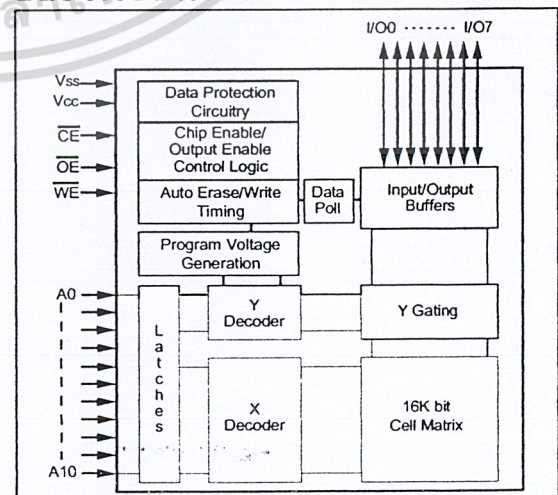 I/O0 ········ I/O7
Vss
Vcc
CE
OE
WE
Data Protection
Circuitry
Chip Enable/
Output Enable
Control Logic
Auto Erase/Write
Timing
Data
Poll
Input/Output
Buffers
Program Voltage
Generation
A0
A10
Latches
Y
Decoder
Y Gating
X
Decoder
16K bit
Cell Matrix